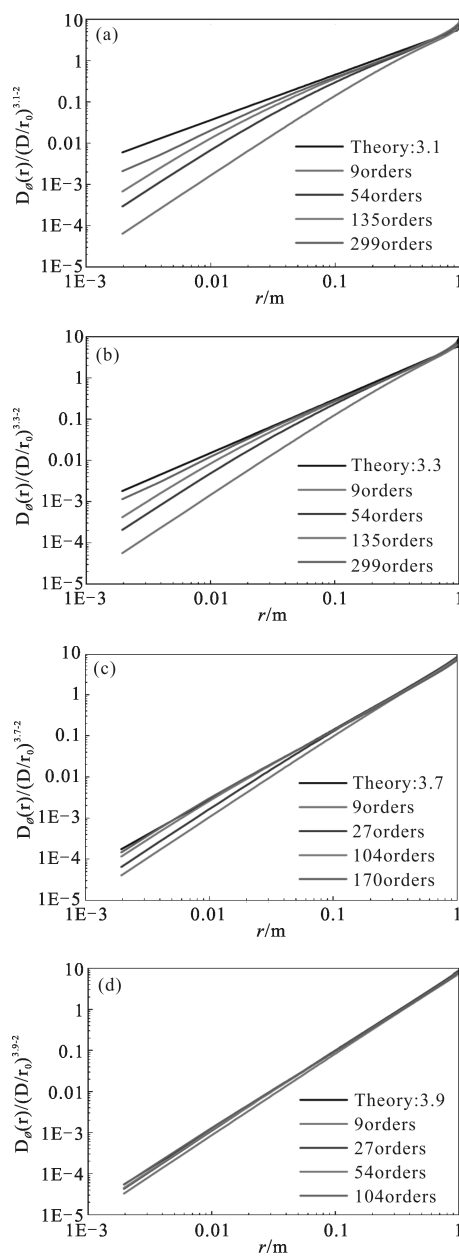 (a)
10
1
0.1
0.01
1E−3
1E−4
1E−5
1E−3
0.01
0.1
1
D_ø(r)/(D/r_0)^{3.1-2}
r/m
Theory:3.1
9orders
54orders
135orders
299orders
(b)
10
1
0.1
0.01
1E−3
1E−4
1E−5
1E−3
0.01
0.1
1
D_ø(r)/(D/r_0)^{3.3-2}
r/m
Theory:3.3
9orders
54orders
135orders
299orders
(c)
10
1
0.1
0.01
1E−3
1E−4
1E−5
1E−3
0.01
0.1
1
D_ø(r)/(D/r_0)^{3.7-2}
r/m
Theory:3.7
9orders
27orders
104orders
170orders
(d)
10
1
0.1
0.01
1E−3
1E−4
1E−5
1E−3
0.01
0.1
1
D_ø(r)/(D/r_0)^{3.9-2}
r/m
Theory:3.9
9orders
27orders
54orders
104orders